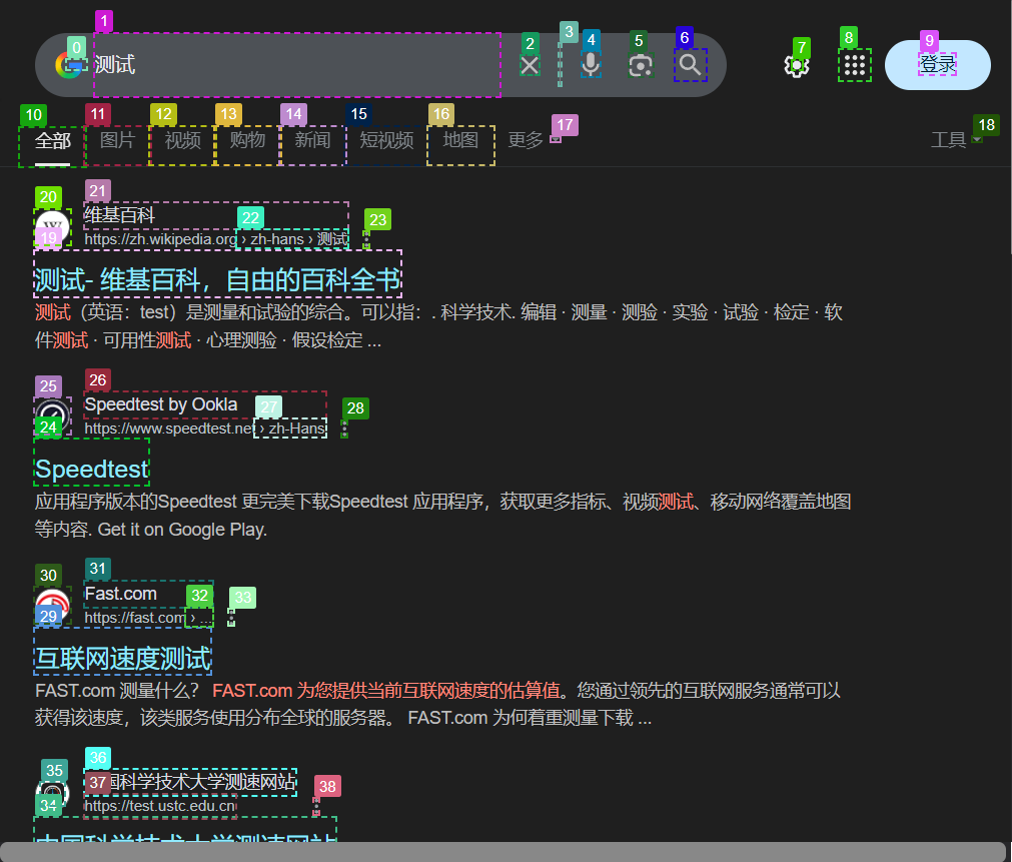 0
1
2
3
4
5
6
7
8
9
测试
登录
10
11
12
13
14
15
16
17
18
全部
图片
视频
购物
新闻
短视频
地图
更多
工具
20
21
22
23
19
维基百科
https://zh.wikipedia.org › zh-hans › 测试
测试- 维基百科，自由的百科全书
测试（英语：test）是测量和试验的综合。可以指：. 科学技术. 编辑 · 测量 · 测验 · 实验 · 试验 · 检定 · 软
件测试 · 可用性测试 · 心理测验 · 假设检定 ...
25
26
27
28
24
Speedtest by Ookla
https://www.speedtest.net › zh-Hans
Speedtest
应用程序版本的Speedtest 更完美下载Speedtest 应用程序，获取更多指标、视频测试、移动网络覆盖地图
等内容. Get it on Google Play.
30
31
32
33
29
Fast.com
https://fast.com › ...
互联网速度测试
FAST.com 测量什么？ FAST.com 为您提供当前互联网速度的估算值。您通过领先的互联网服务通常可以
获得该速度，该类服务使用分布全球的服务器。 FAST.com 为何着重测量下载 ...
35
36
37
38
34
国科学技术大学测速网站
https://test.ustc.edu.cn
中国科学技术大学测速网站